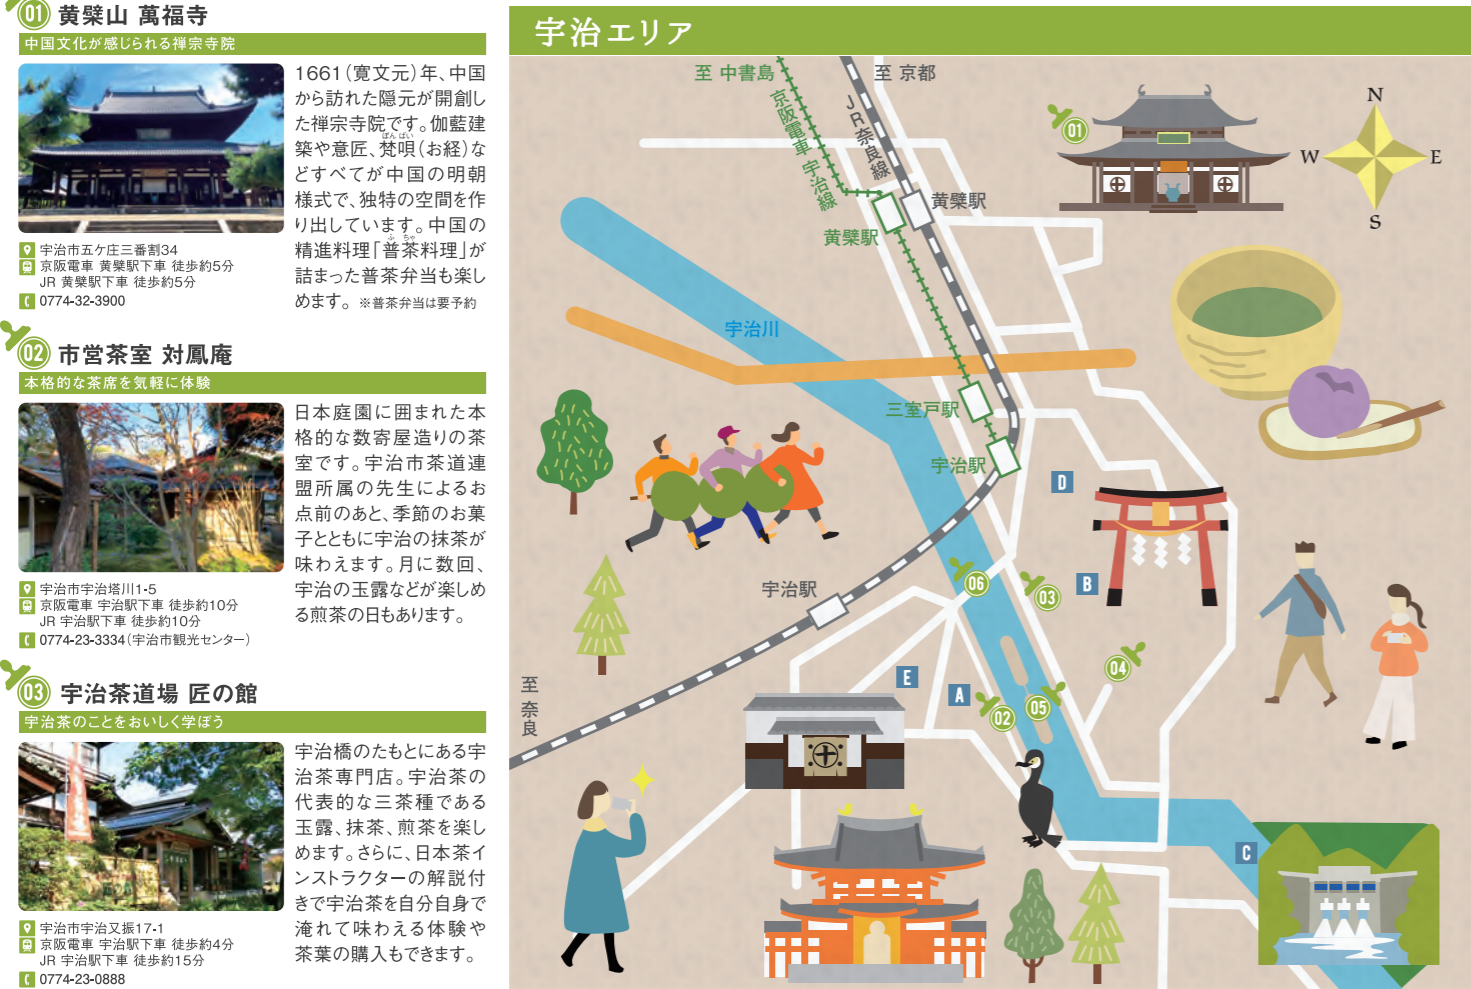 01 黄檗山 萬福寺
中国文化が感じられる禅宗寺院
1661（寛文元）年、中国
から訪れた隠元が開創し
た禅宗寺院です。伽藍建
ぼんばい
築や意匠、梵唄（お経）な
どすべてが中国の明朝
様式で、独特の空間を作
り出しています。中国の
ふ ちゃ
精進料理「普茶料理」が
詰まった普茶弁当も楽し
めます。 ※普茶弁当は要予約
宇治市五ケ庄三番割34
京阪電車 黄檗駅下車 徒歩約5分
JR 黄檗駅下車 徒歩約5分
0774-32-3900
02 市営茶室 対鳳庵
本格的な茶席を気軽に体験
日本庭園に囲まれた本
格的な数寄屋造りの茶
室です。宇治市茶道連
盟所属の先生によるお
点前のあと、季節のお菓
子とともに宇治の抹茶が
味わえます。月に数回、
宇治の玉露などが楽しめ
る煎茶の日もあります。
宇治市宇治塔川1-5
京阪電車 宇治駅下車 徒歩約10分
JR 宇治駅下車 徒歩約10分
0774-23-3334（宇治市観光センター）
03 宇治茶道場 匠の館
宇治茶のことをおいしく学ぼう
宇治橋のたもとにある宇
治茶専門店。宇治茶の
代表的な三茶種である
玉露、抹茶、煎茶を楽し
めます。さらに、日本茶イ
ンストラクターの解説付
きで宇治茶を自分自身で
淹れて味わえる体験や
茶葉の購入もできます。
宇治市宇治又振17-1
京阪電車 宇治駅下車 徒歩約4分
JR 宇治駅下車 徒歩約15分
0774-23-0888
宇治エリア
至 中書島
至 京都
京阪電車 宇治線
JR奈良線
01
N
W
E
S
黄檗駅
黄檗駅
宇治川
三室戸駅
宇治駅
D
宇治駅
06
03
B
04
E
A
02
05
至 奈良
C